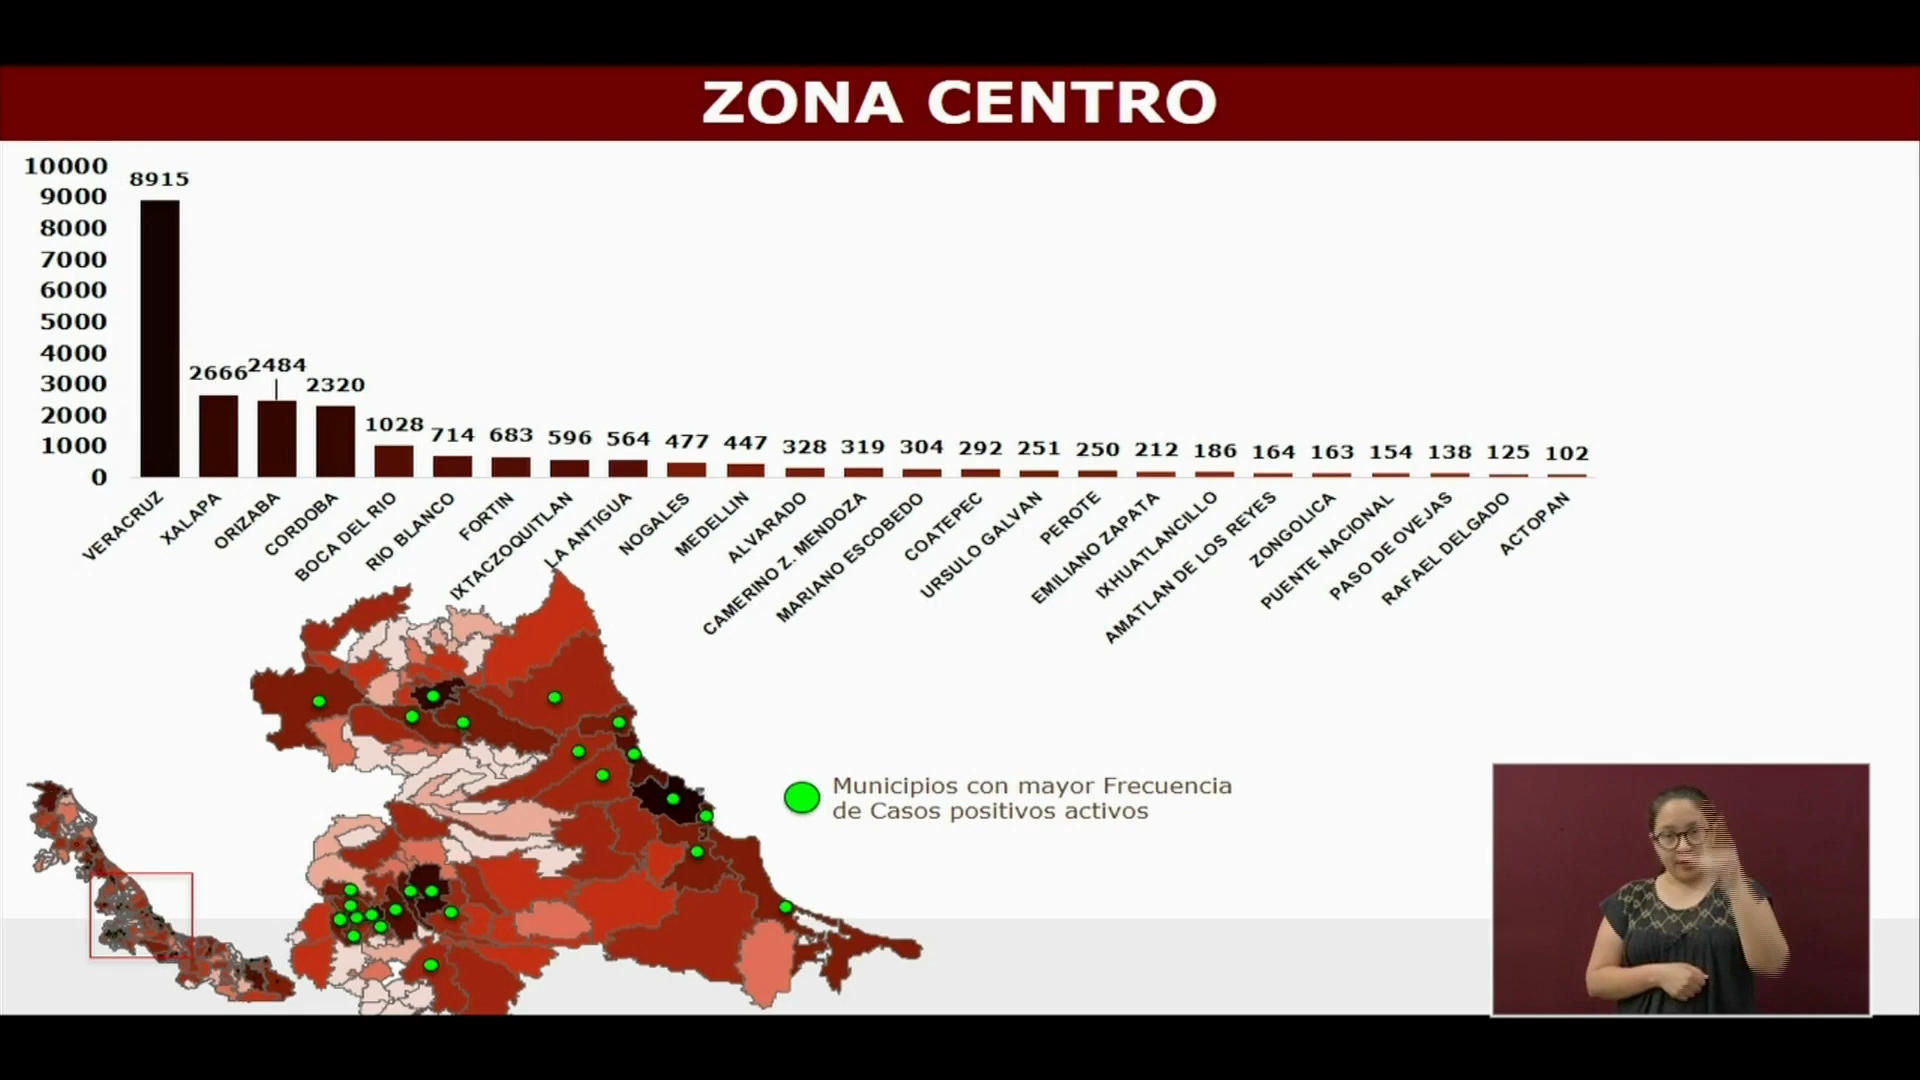 ZONA CENTRO
10000
9000
8000
7000
6000
5000
4000
3000
2000
1000
0
8915
2666
2484
2320
1028
714
683
596
564
477
447
328
319
304
292
251
250
212
186
164
163
154
138
125
102
VERACRUZ
XALAPA
ORIZABA
CORDOBA
BOCA DEL RIO
RIO BLANCO
FORTIN
IXTACZOQUITLAN
LA ANTIGUA
NOGALES
MEDELLIN
ALVARADO
CAMERINO Z. MENDOZA
MARIANO ESCOBEDO
COATEPEC
URSULO GALVAN
PEROTE
EMILIANO ZAPATA
IXHUATLANCILLO
AMATLAN DE LOS REYES
ZONGOLICA
PUENTE NACIONAL
PASO DE OVEJAS
RAFAEL DELGADO
ACTOPAN
Municipios con mayor Frecuencia
de Casos positivos activos